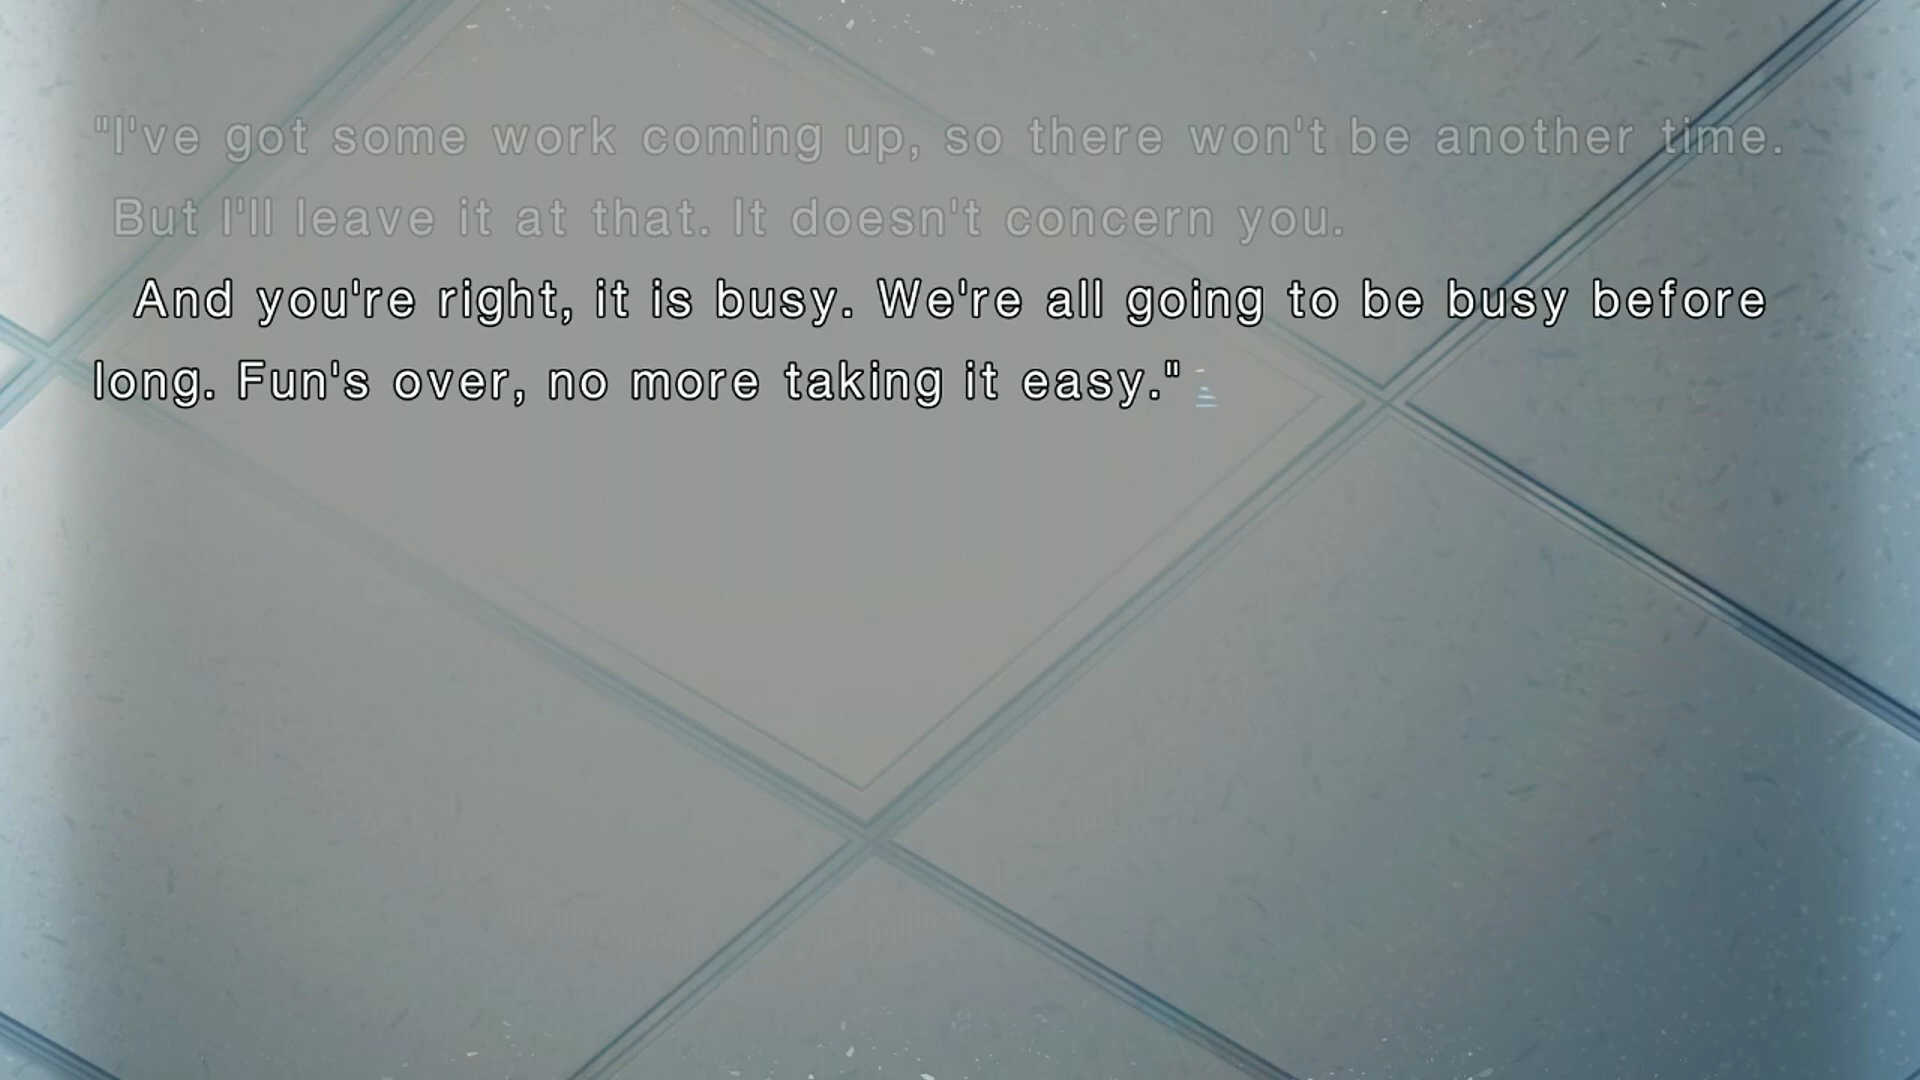 "I've got some work coming up, so there won't be another time.
But I'll leave it at that. It doesn't concern you.
And you're right, it is busy. We're all going to be busy before
long. Fun's over, no more taking it easy."